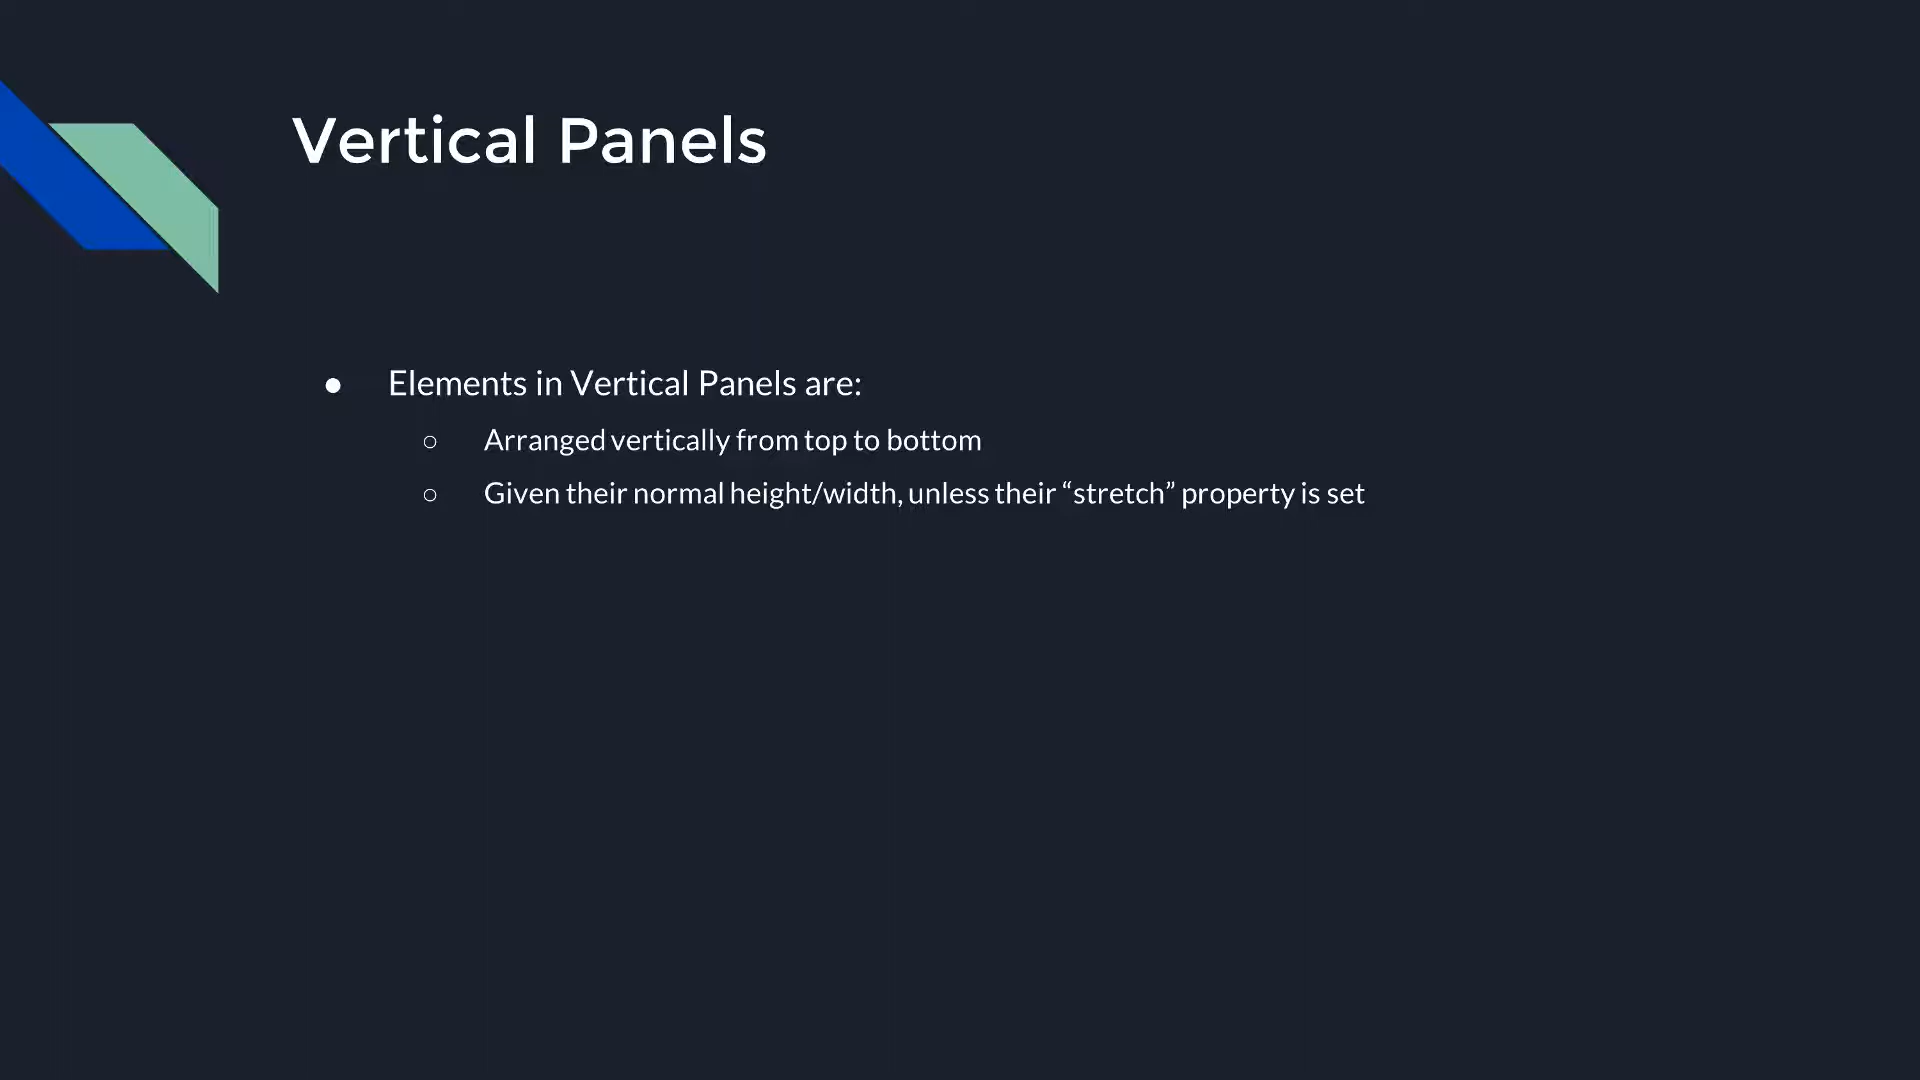 Vertical Panels
● Elements in Vertical Panels are:
○ Arranged vertically from top to bottom
○ Given their normal height/width, unless their “stretch” property is set